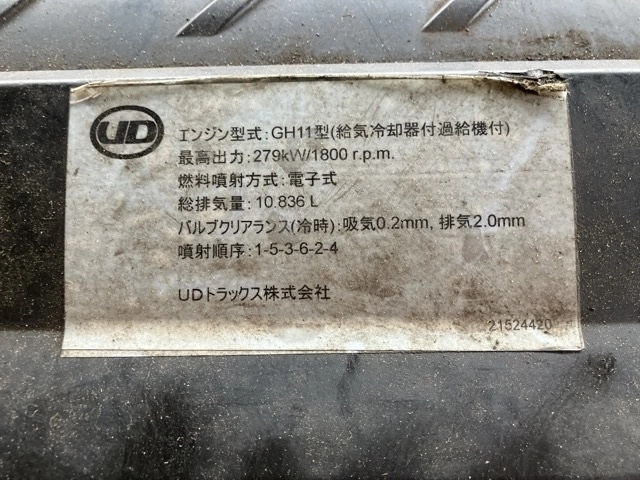 UD
エンジン型式:GH11型(給気冷却器付過給機付)
最高出力:279kW/1800 r.p.m.
燃料噴射方式:電子式
総排気量:10.836 L
バルブクリアランス(冷時):吸気0.2mm, 排気2.0mm
噴射順序:1-5-3-6-2-4
UDトラックス株式会社
21524420